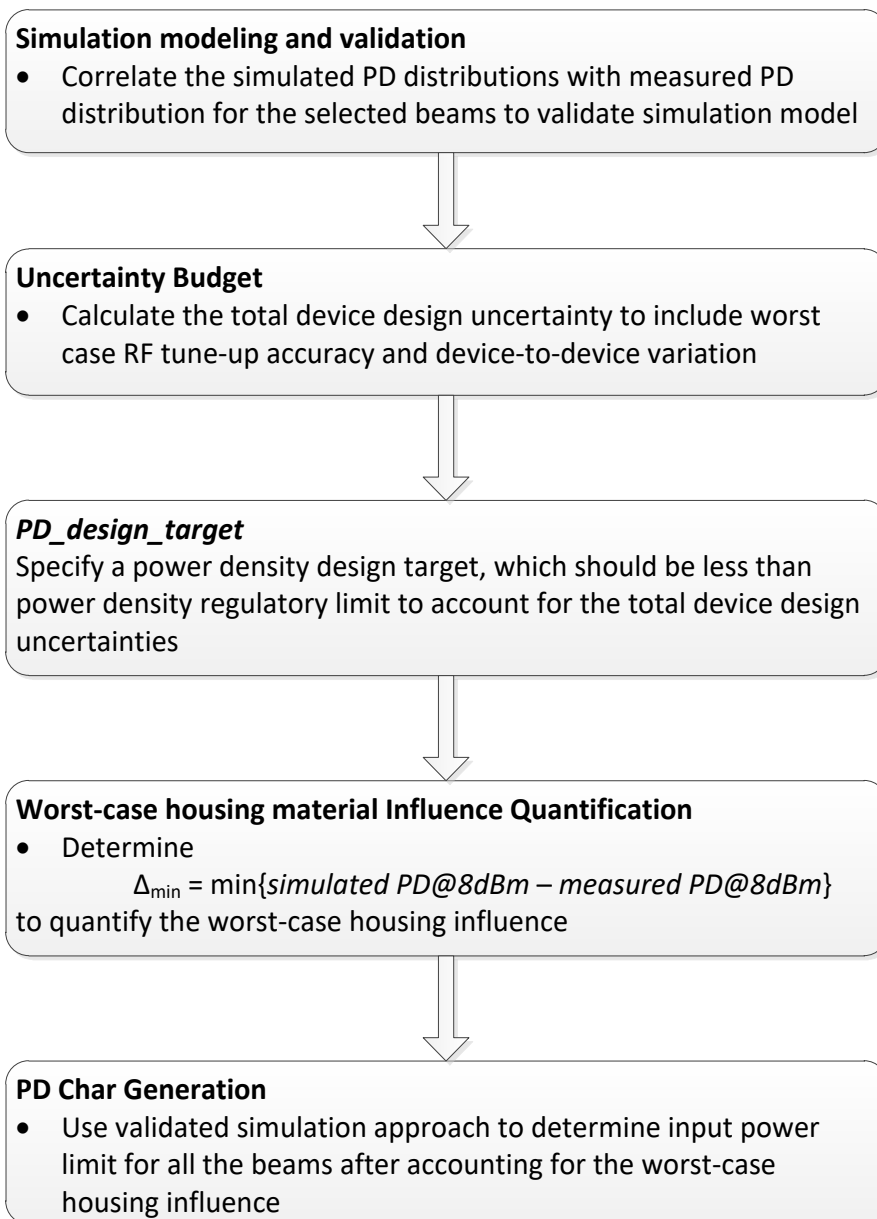 Simulation modeling and validation
• Correlate the simulated PD distributions with measured PD
distribution for the selected beams to validate simulation model
Uncertainty Budget
• Calculate the total device design uncertainty to include worst
case RF tune-up accuracy and device-to-device variation
PD_design_target
Specify a power density design target, which should be less than
power density regulatory limit to account for the total device design
uncertainties
Worst-case housing material Influence Quantification
• Determine
Δmin = min{simulated PD@8dBm – measured PD@8dBm}
to quantify the worst-case housing influence
PD Char Generation
• Use validated simulation approach to determine input power
limit for all the beams after accounting for the worst-case
housing influence